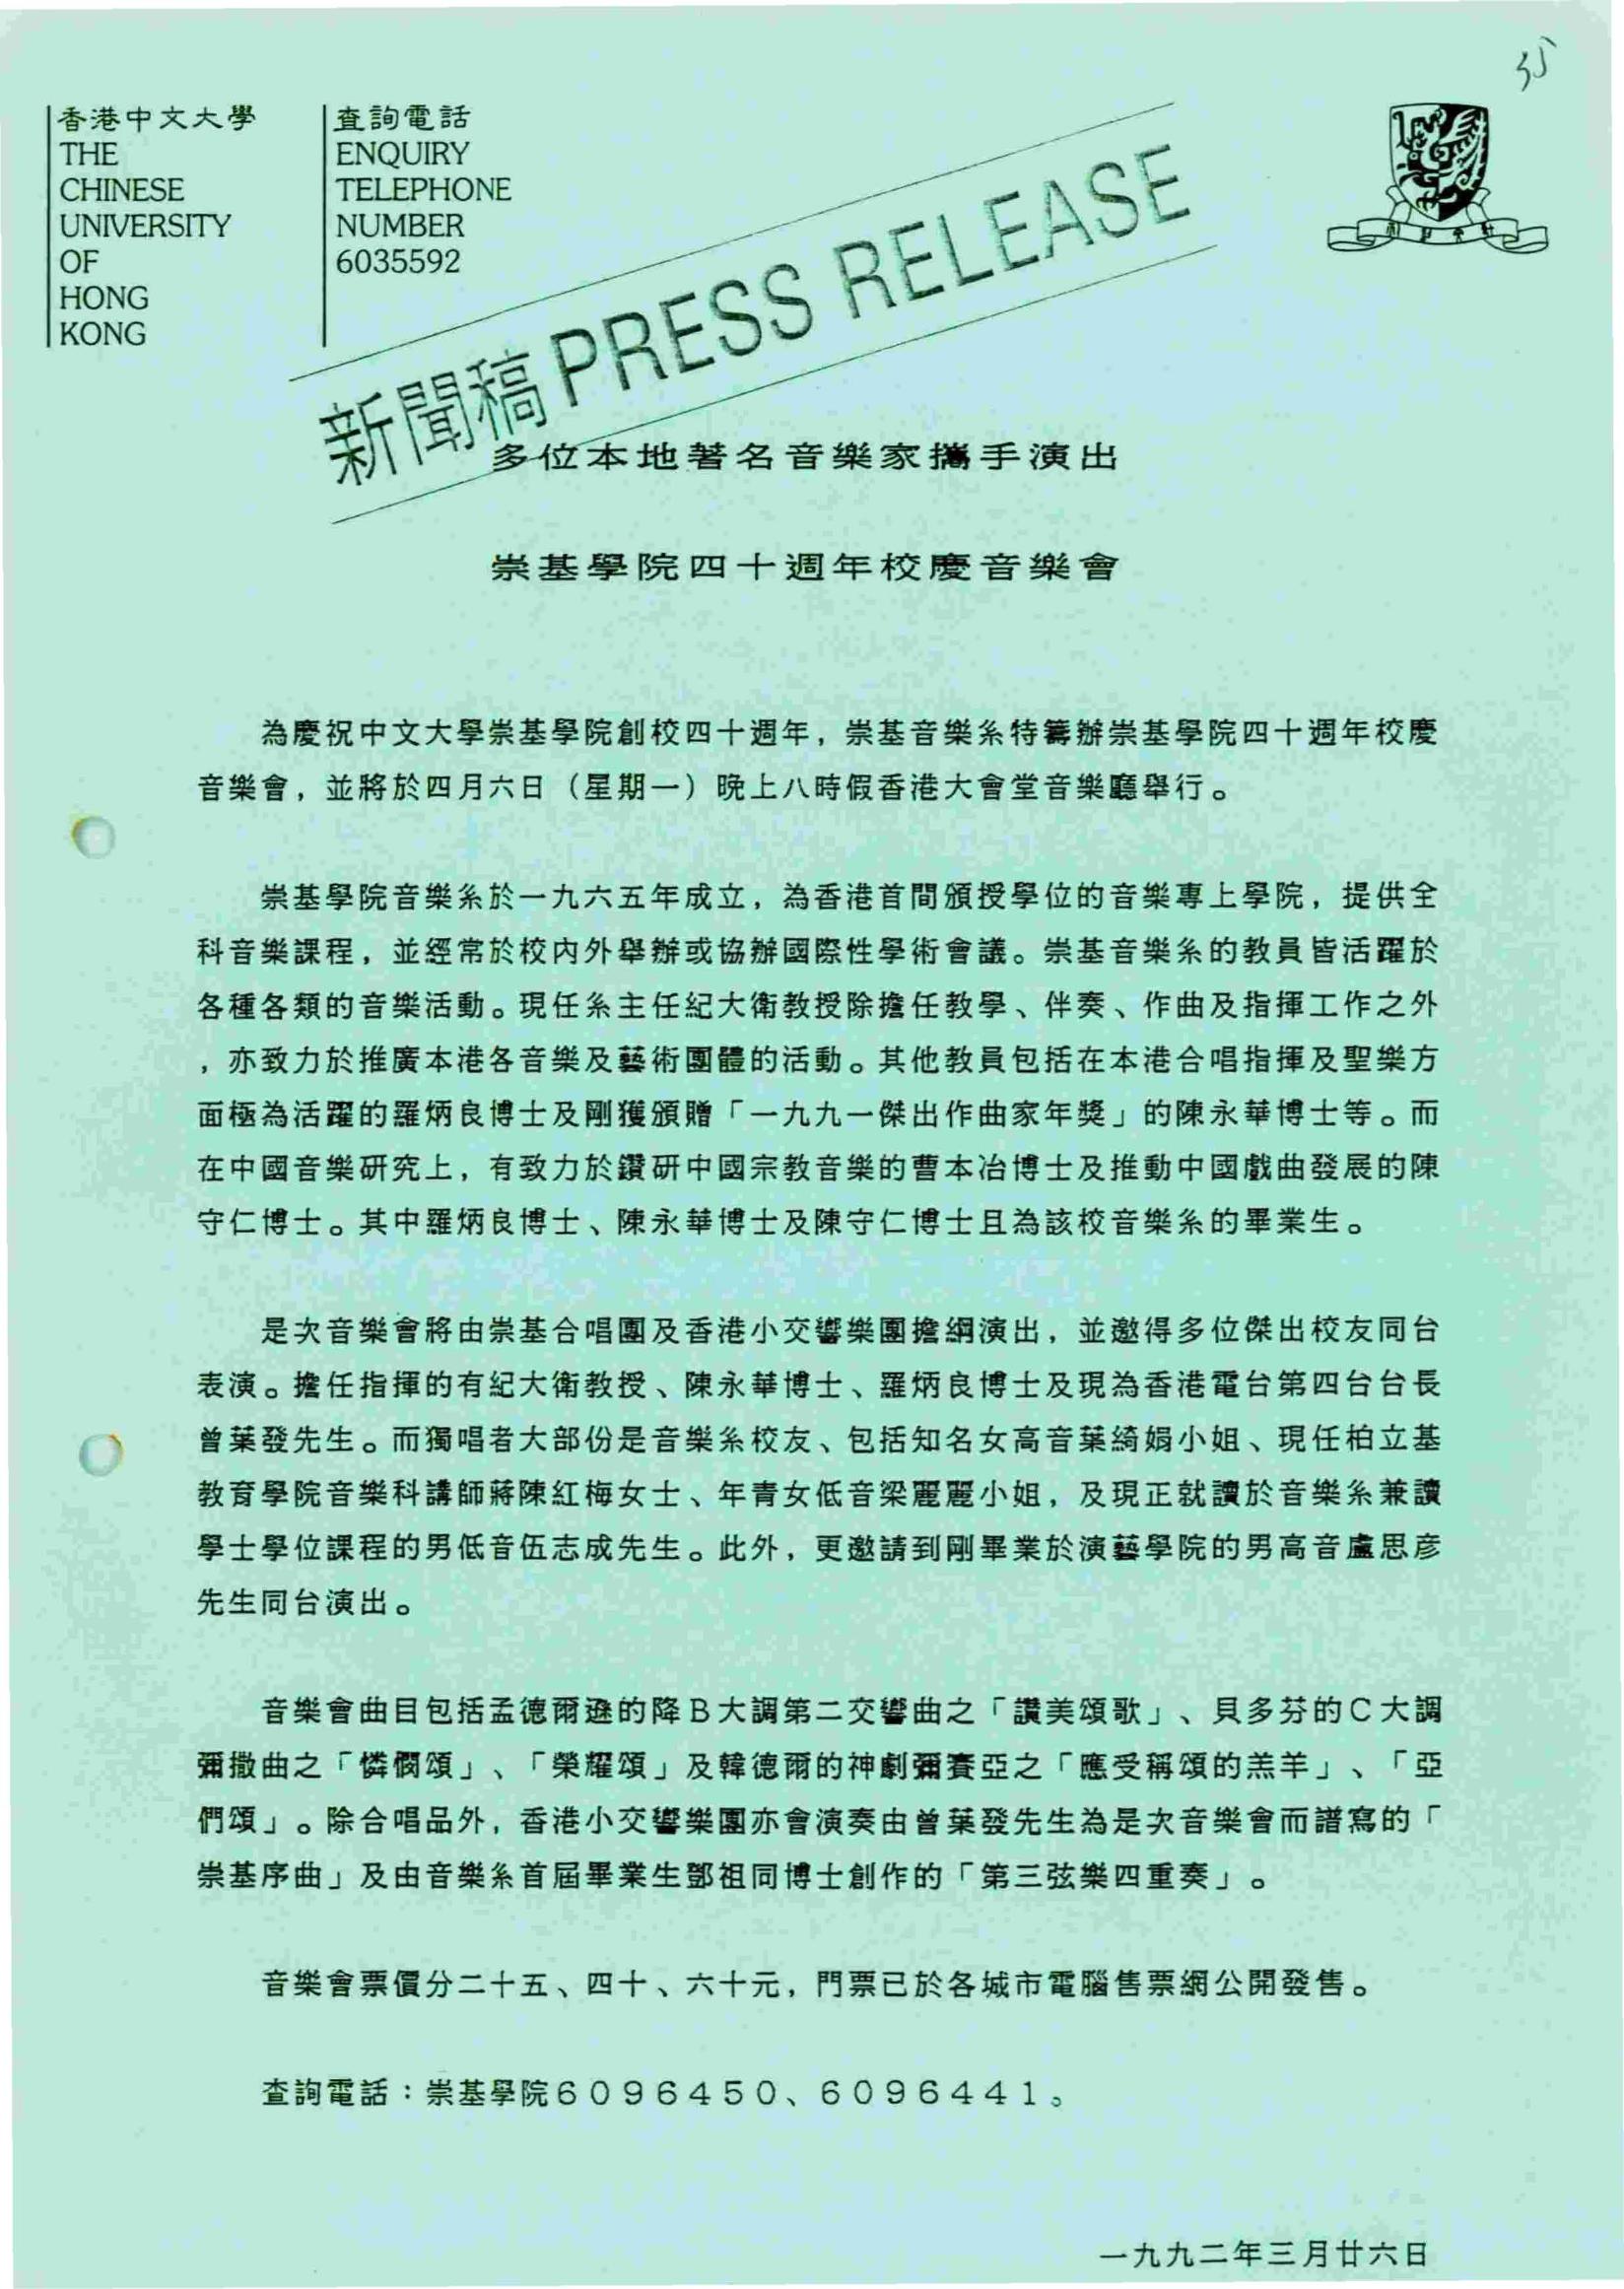 35
香港中文大學
THE
CHINESE
UNIVERSITY
OF
HONG
KONG
查詢電話
ENQUIRY
TELEPHONE
NUMBER
6035592
新聞稿 PRESS RELEASE
多位本地著名音樂家攜手演出
崇基學院四十週年校慶音樂會
為慶祝中文大學崇基學院創校四十週年，崇基音樂系特籌辦崇基學院四十週年校慶
音樂會，並將於四月六日（星期一）晚上八時假香港大會堂音樂廳舉行。
崇基學院音樂系於一九六五年成立，為香港首間頒授學位的音樂專上學院，提供全
科音樂課程，並經常於校內外舉辦或協辦國際性學術會議。崇基音樂系的教員皆活躍於
各種各類的音樂活動。現任系主任紀大衛教授除擔任教學、伴奏、作曲及指揮工作之外
，亦致力於推廣本港各音樂及藝術團體的活動。其他教員包括在本港合唱指揮及聖樂方
面極為活躍的羅炳良博士及剛獲頒贈「一九九一傑出作曲家年獎」的陳永華博士等。而
在中國音樂研究上，有致力於鑽研中國宗教音樂的曹本冶博士及推動中國戲曲發展的陳
守仁博士。其中羅炳良博士、陳永華博士及陳守仁博士且為該校音樂系的畢業生。
是次音樂會將由崇基合唱團及香港小交響樂團擔綱演出，並邀得多位傑出校友同台
表演。擔任指揮的有紀大衛教授、陳永華博士、羅炳良博士及現為香港電台第四台台長
曾葉發先生。而獨唱者大部份是音樂系校友、包括知名女高音葉綺娟小姐、現任柏立基
教育學院音樂科講師蔣陳紅梅女士、年青女低音梁麗麗小姐，及現正就讀於音樂系兼讀
學士學位課程的男低音伍志成先生。此外，更邀請到剛畢業於演藝學院的男高音盧思彦
先生同台演出。
音樂會曲目包括孟德爾遜的降Ｂ大調第二交響曲之「讚美頌歌」、貝多芬的Ｃ大調
彌撒曲之「憐憫頌」、「榮耀頌」及韓德爾的神劇彌賽亞之「應受稱頌的羔羊」、「亞
們頌」。除合唱品外，香港小交響樂團亦會演奏由曾葉發先生為是次音樂會而譜寫的「
崇基序曲」及由音樂系首屆畢業生鄧祖同博士創作的「第三弦樂四重奏」。
音樂會票價分二十五、四十、六十元，門票已於各城市電腦售票網公開發售。
查詢電話：崇基學院６０９６４５０、６０９６４４１。
一九九二年三月廿六日